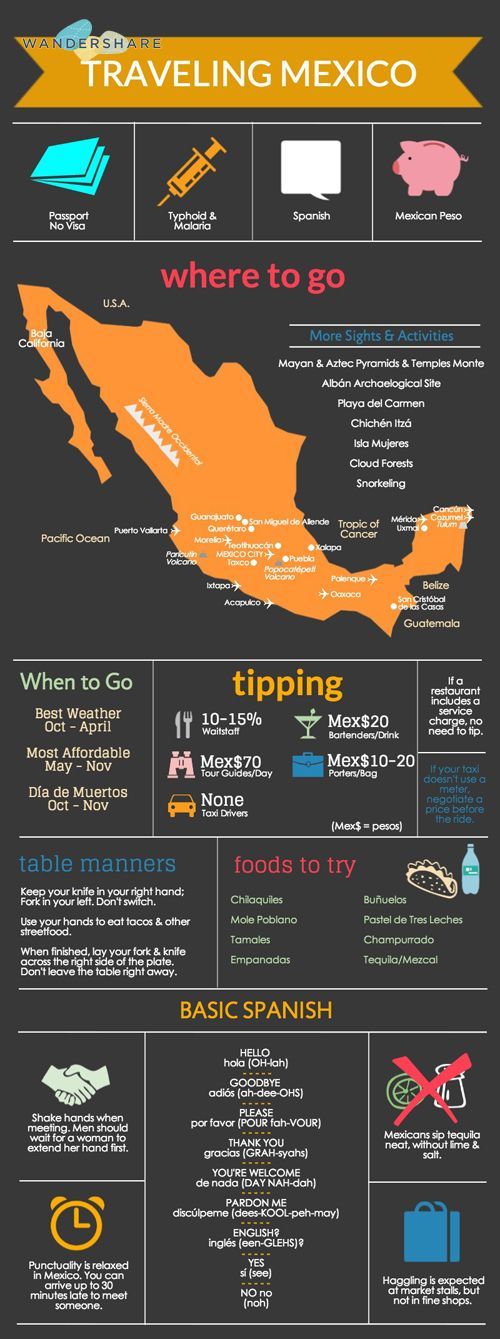 WANDERSHARE
TRAVELING MEXICO
Passport
No Visa
Typhoid &
Malaria
Spanish
Mexican Peso
where to go
U.S.A.
Baja
California
Sierra Madre Occidental
More Sights & Activities
Mayan & Aztec Pyramids & Temples Monte
Albán Archaelogical Site
Playa del Carmen
Chichén Itzá
Isla Mujeres
Cloud Forests
Snorkeling
Pacific Ocean
Puerto Vallarta
Guanajuato
San Miguel de Allende
Querétaro
Morelia
Teotihuacán
Paricutin
Volcano
MEXICO CITY
Taxco
Puebla
Popocatépetl
Volcano
Xalapa
Tropic of
Cancer
Ixtapa
Acapulco
Oaxaca
Palenque
San Cristóbal
de las Casas
Mérida
Uxmal
Cancún
Cozumel
Tulum
Belize
Guatemala
When to Go
Best Weather
Oct - April
Most Affordable
May - Nov
Día de Muertos
Oct - Nov
tipping
10-15%
Waitstaff
Mex$20
Bartenders/Drink
Mex$70
Tour Guides/Day
Mex$10-20
Porters/Bag
None
Taxi Drivers
(Mex$ = pesos)
If a
restaurant
includes a
service
charge, no
need to tip.
If your taxi
doesn't use a
meter,
negotiate a
price before
the ride.
table manners
Keep your knife in your right hand;
Fork in your left. Don't switch.
Use your hands to eat tacos & other
streetfood.
When finished, lay your fork & knife
across the right side of the plate.
Don't leave the table right away.
foods to try
Chilaquiles
Mole Poblano
Tamales
Empanadas
Buñuelos
Pastel de Tres Leches
Champurrado
Tequila/Mezcal
BASIC SPANISH
Shake hands when
meeting. Men should
wait for a woman to
extend her hand first.
Punctuality is relaxed
in Mexico. You can
arrive up to 30
minutes late to meet
someone.
HELLO
hola (OH-lah)
GOODBYE
adiós (ah-dee-OHS)
PLEASE
por favor (POUR fah-VOUR)
THANK YOU
gracias (GRAH-syahs)
YOU'RE WELCOME
de nada (DAY NAH-dah)
PARDON ME
discúlpeme (dees-KOOL-peh-may)
ENGLISH?
inglés (een-GLEHS)?
YES
sí (see)
NO no
(noh)
Mexicans sip tequila
neat, without lime &
salt.
Haggling is expected
at market stalls, but
not in fine shops.